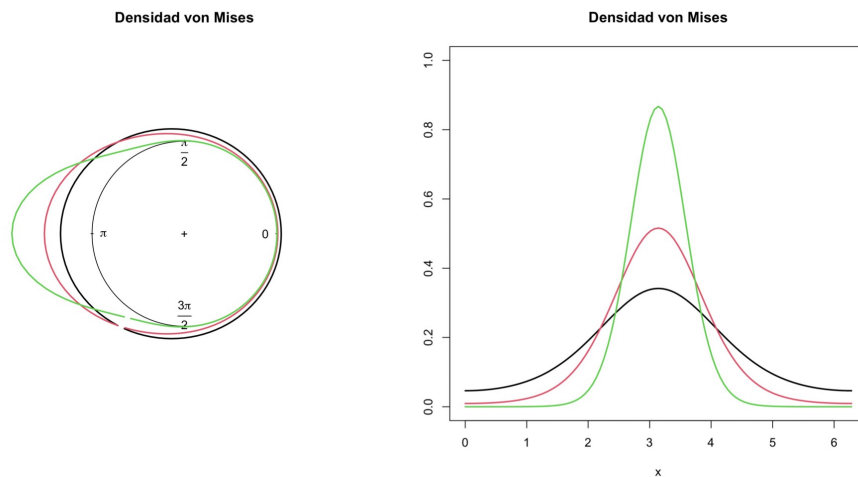 Densidad von Mises
π
2
π
+
0
3π
2
Densidad von Mises
1.0
0.8
0.6
0.4
0.2
0.0
0 1 2 3 4 5 6
x